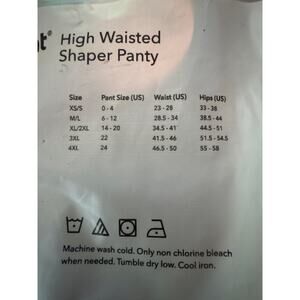 nt® High Waisted
Shaper Panty
Size Pant Size (US) Waist (US) Hips (US)
XS/S 0 - 4 23 - 28 33 - 38
M/L 6 - 12 28.5 - 34 38.5 - 44
XL/2XL 14 - 20 34.5 - 41 44.5 - 51
3XL 22 41.5 - 46 51.5 - 54.5
4XL 24 46.5 - 50 55 - 58
Machine wash cold. Only non chlorine bleach
when needed. Tumble dry low. Cool iron.